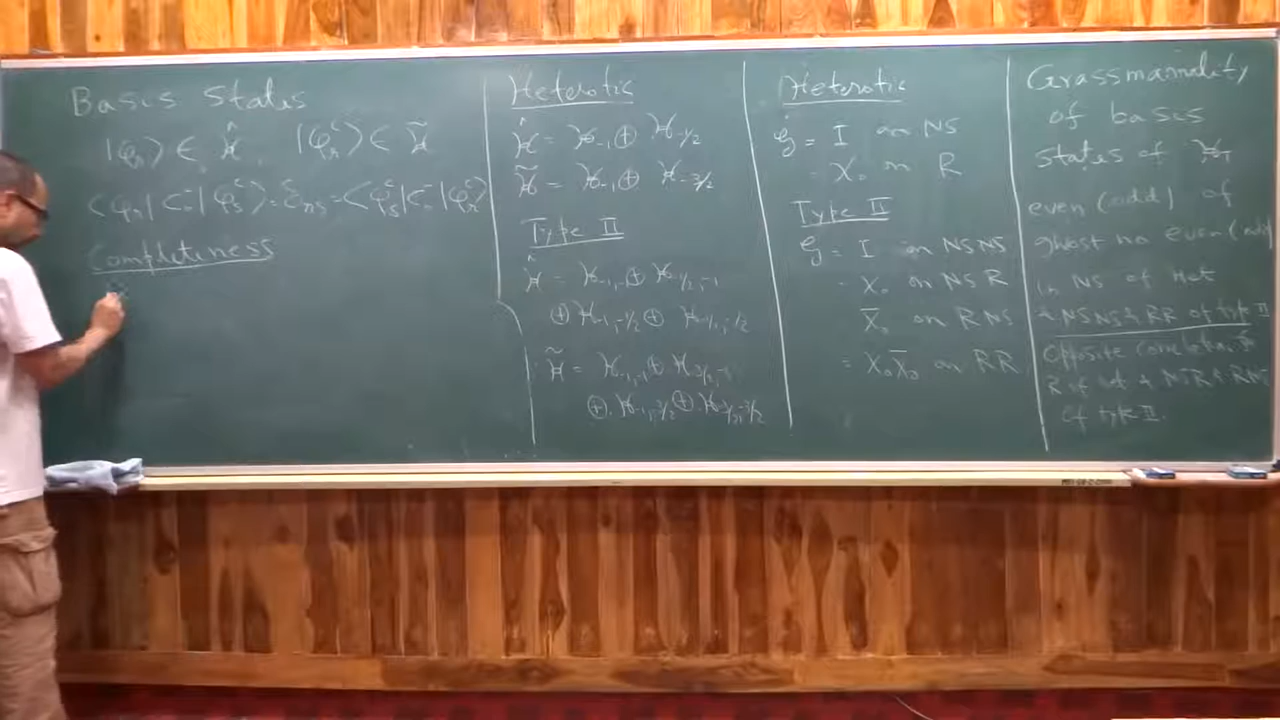 Basis States
|φ_r⟩ ∈ Ĥ, |φ_r^c⟩ ∈ H̃
⟨φ_r| c_0^- |φ_s^c⟩ = δ_rs = ⟨φ_s^c| c_0^- |φ_r⟩
Completeness
Heterotic
Ĥ = H_{-1} ⊕ H_{-1/2}
H̃ = H_{-1} ⊕ H_{-3/2}
Type II
Ĥ = H_{-1,-1} ⊕ H_{-1/2,-1}
⊕ H_{-1,-1/2} ⊕ H_{-1/2,-1/2}
H̃ = H_{-1,-1} ⊕ H_{-3/2,-1}
⊕ H_{-1,-3/2} ⊕ H_{-3/2,-3/2}
Heterotic
G = I on NS
= X_0 on R
Type II
G = I on NSNS
= X_0 on NSR
X̄_0 on RNS
= X_0 X̄_0 on RR
Grassmannality
of basis
states of H_T
even (odd) of
ghost no even (odd)
in NS of Het
& NSNS & RR of type II
Opposite correlation in
R of het & NSR & RNS
of type II.